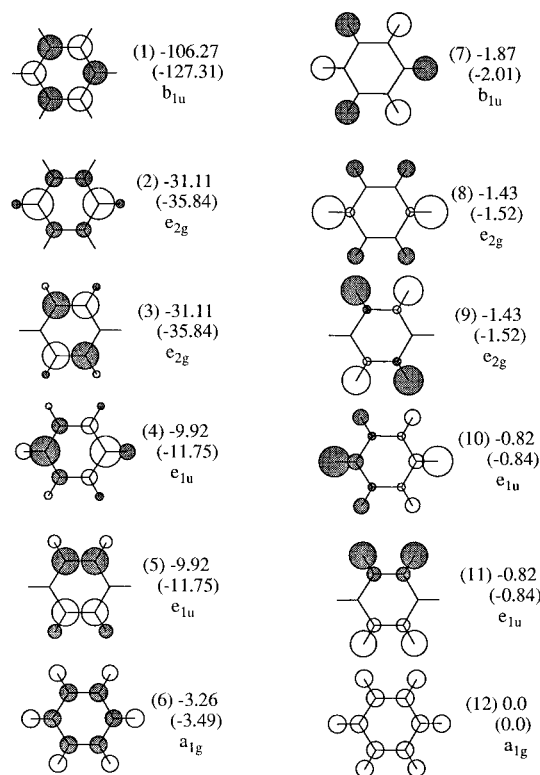 (1) -106.27
(-127.31)
b1u
(2) -31.11
(-35.84)
e2g
(3) -31.11
(-35.84)
e2g
(4) -9.92
(-11.75)
e1u
(5) -9.92
(-11.75)
e1u
(6) -3.26
(-3.49)
a1g
(7) -1.87
(-2.01)
b1u
(8) -1.43
(-1.52)
e2g
(9) -1.43
(-1.52)
e2g
(10) -0.82
(-0.84)
e1u
(11) -0.82
(-0.84)
e1u
(12) 0.0
(0.0)
a1g